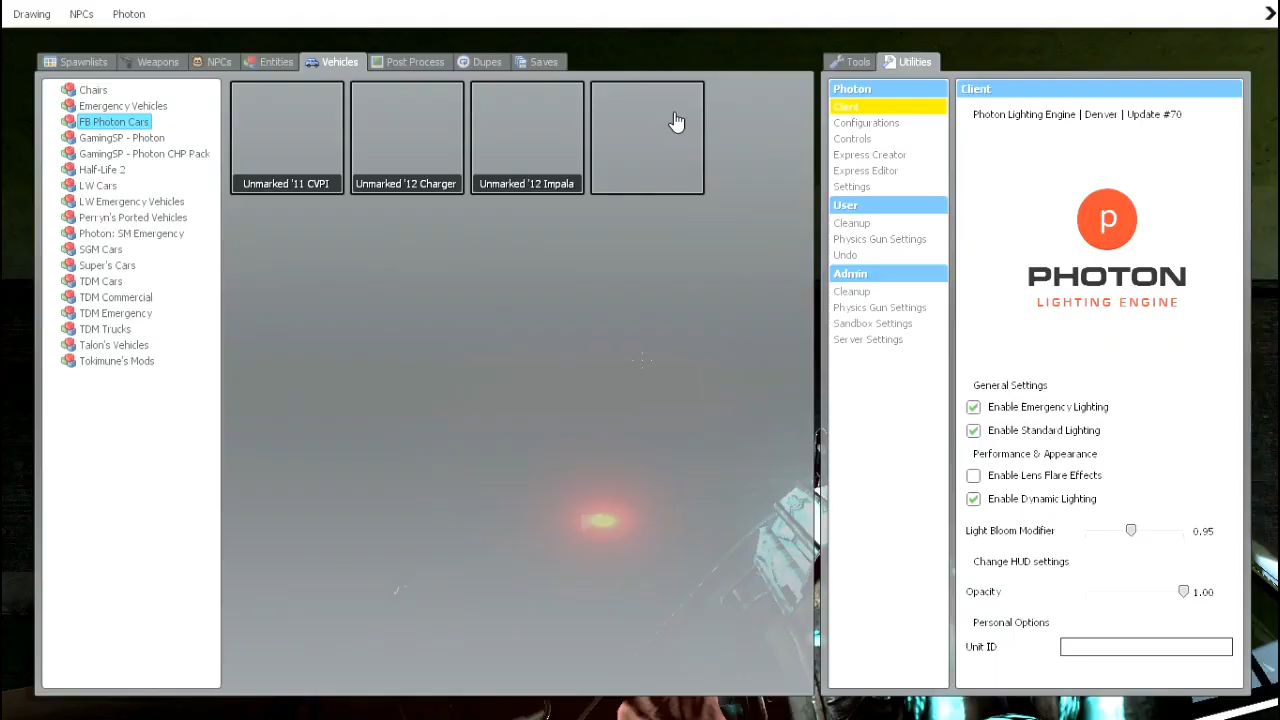 Drawing NPCs Photon
Spawnlists Weapons NPCs Entities Vehicles Post Process Dupes Saves
Chairs
Emergency Vehicles
FB Photon Cars
GamingSP - Photon
GamingSP - Photon CHP Pack
Half-Life 2
LW Cars
LW Emergency Vehicles
Perryn's Ported Vehicles
Photon: SM Emergency
SGM Cars
Super's Cars
TDM Cars
TDM Commercial
TDM Emergency
TDM Trucks
Talon's Vehicles
Tokimune's Mods
Unmarked '11 CVPI
Unmarked '12 Charger
Unmarked '12 Impala
Tools Utilities
Photon
Client
Configurations
Controls
Express Creator
Express Editor
Settings
User
Cleanup
Physics Gun Settings
Undo
Admin
Cleanup
Physics Gun Settings
Sandbox Settings
Server Settings
Client
Photon Lighting Engine | Denver | Update #70
p
PHOTON
LIGHTING ENGINE
General Settings
Enable Emergency Lighting
Enable Standard Lighting
Performance & Appearance
Enable Lens Flare Effects
Enable Dynamic Lighting
Light Bloom Modifier 0.95
Change HUD settings
Opacity 1.00
Personal Options
Unit ID